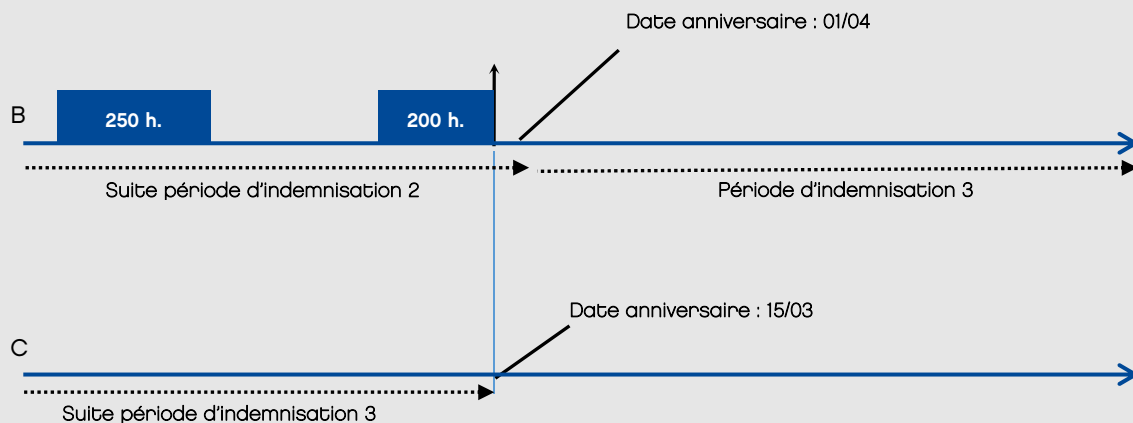 Date anniversaire : 01/04
B
250 h.
200 h.
Suite période d'indemnisation 2
Période d'indemnisation 3
Date anniversaire : 15/03
C
Suite période d'indemnisation 3